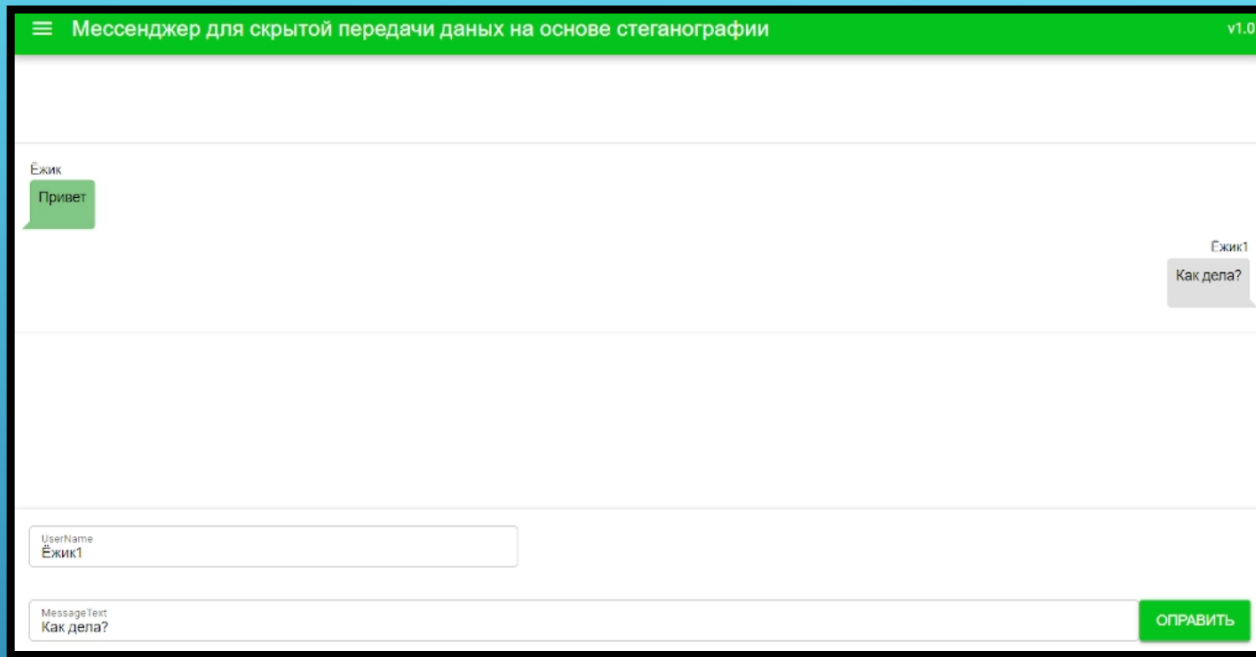 Мессенджер для скрытой передачи даных на основе стеганографии
v1.0
Ёжик
Привет
Ёжик1
Как дела?
UserName
Ёжик1
MessageText
Как дела?
ОПРАВИТЬ